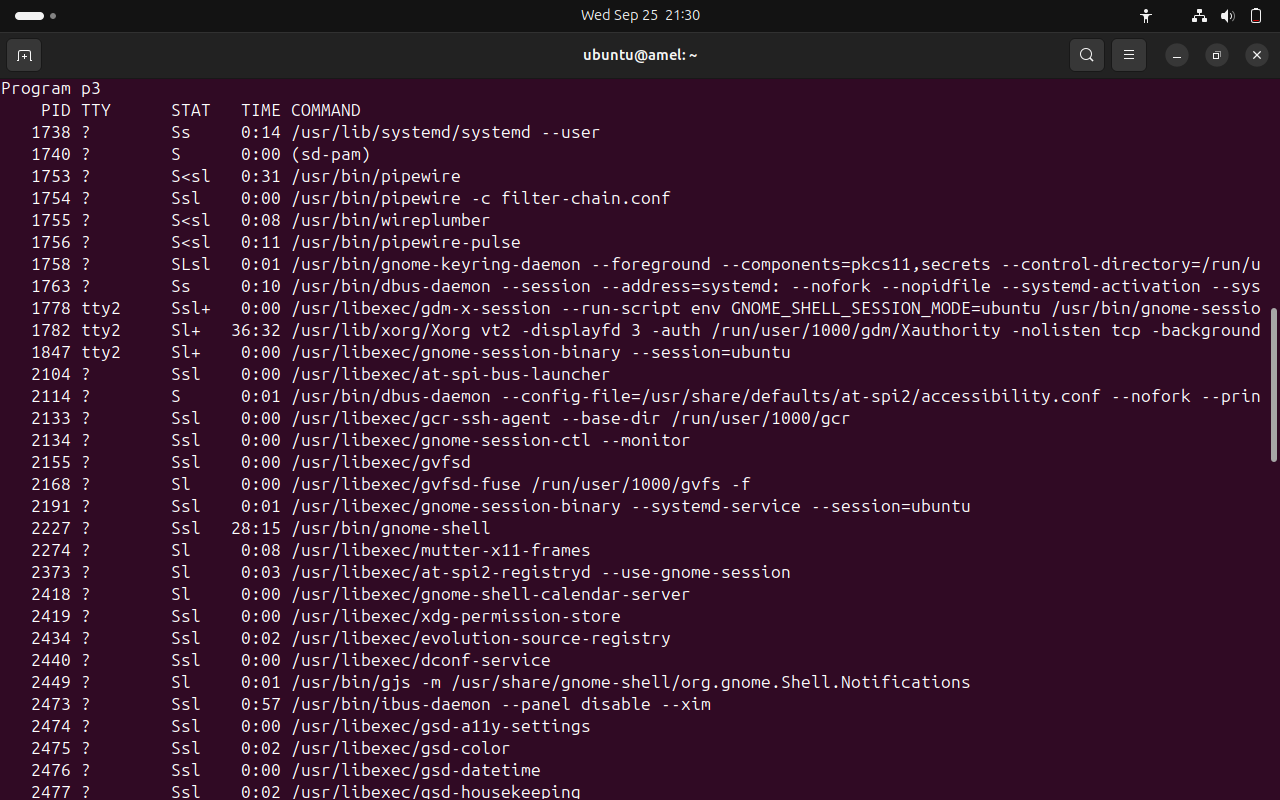 Wed Sep 25 21:30
ubuntu@amel: ~
Program p3
PID TTY STAT TIME COMMAND
1738 ? Ss 0:14 /usr/lib/systemd/systemd --user
1740 ? S 0:00 (sd-pam)
1753 ? S<sl 0:31 /usr/bin/pipewire
1754 ? Ssl 0:00 /usr/bin/pipewire -c filter-chain.conf
1755 ? S<sl 0:08 /usr/bin/wireplumber
1756 ? S<sl 0:11 /usr/bin/pipewire-pulse
1758 ? SLsl 0:01 /usr/bin/gnome-keyring-daemon --foreground --components=pkcs11,secrets --control-directory=/run/u
1763 ? Ss 0:10 /usr/bin/dbus-daemon --session --address=systemd: --nofork --nopidfile --systemd-activation --sys
1778 tty2 Ssl+ 0:00 /usr/libexec/gdm-x-session --run-script env GNOME_SHELL_SESSION_MODE=ubuntu /usr/bin/gnome-sessio
1782 tty2 Sl+ 36:32 /usr/lib/xorg/Xorg vt2 -displayfd 3 -auth /run/user/1000/gdm/Xauthority -nolisten tcp -background
1847 tty2 Sl+ 0:00 /usr/libexec/gnome-session-binary --session=ubuntu
2104 ? Ssl 0:00 /usr/libexec/at-spi-bus-launcher
2114 ? S 0:01 /usr/bin/dbus-daemon --config-file=/usr/share/defaults/at-spi2/accessibility.conf --nofork --prin
2133 ? Ssl 0:00 /usr/libexec/gcr-ssh-agent --base-dir /run/user/1000/gcr
2134 ? Ssl 0:00 /usr/libexec/gnome-session-ctl --monitor
2155 ? Ssl 0:00 /usr/libexec/gvfsd
2168 ? Sl 0:00 /usr/libexec/gvfsd-fuse /run/user/1000/gvfs -f
2191 ? Ssl 0:01 /usr/libexec/gnome-session-binary --systemd-service --session=ubuntu
2227 ? Ssl 28:15 /usr/bin/gnome-shell
2274 ? Sl 0:08 /usr/libexec/mutter-x11-frames
2373 ? Sl 0:03 /usr/libexec/at-spi2-registryd --use-gnome-session
2418 ? Sl 0:00 /usr/libexec/gnome-shell-calendar-server
2419 ? Ssl 0:00 /usr/libexec/xdg-permission-store
2434 ? Ssl 0:02 /usr/libexec/evolution-source-registry
2440 ? Ssl 0:00 /usr/libexec/dconf-service
2449 ? Sl 0:01 /usr/bin/gjs -m /usr/share/gnome-shell/org.gnome.Shell.Notifications
2473 ? Ssl 0:57 /usr/bin/ibus-daemon --panel disable --xim
2474 ? Ssl 0:00 /usr/libexec/gsd-a11y-settings
2475 ? Ssl 0:02 /usr/libexec/gsd-color
2476 ? Ssl 0:00 /usr/libexec/gsd-datetime
2477 ? Ssl 0:02 /usr/libexec/gsd-housekeeping